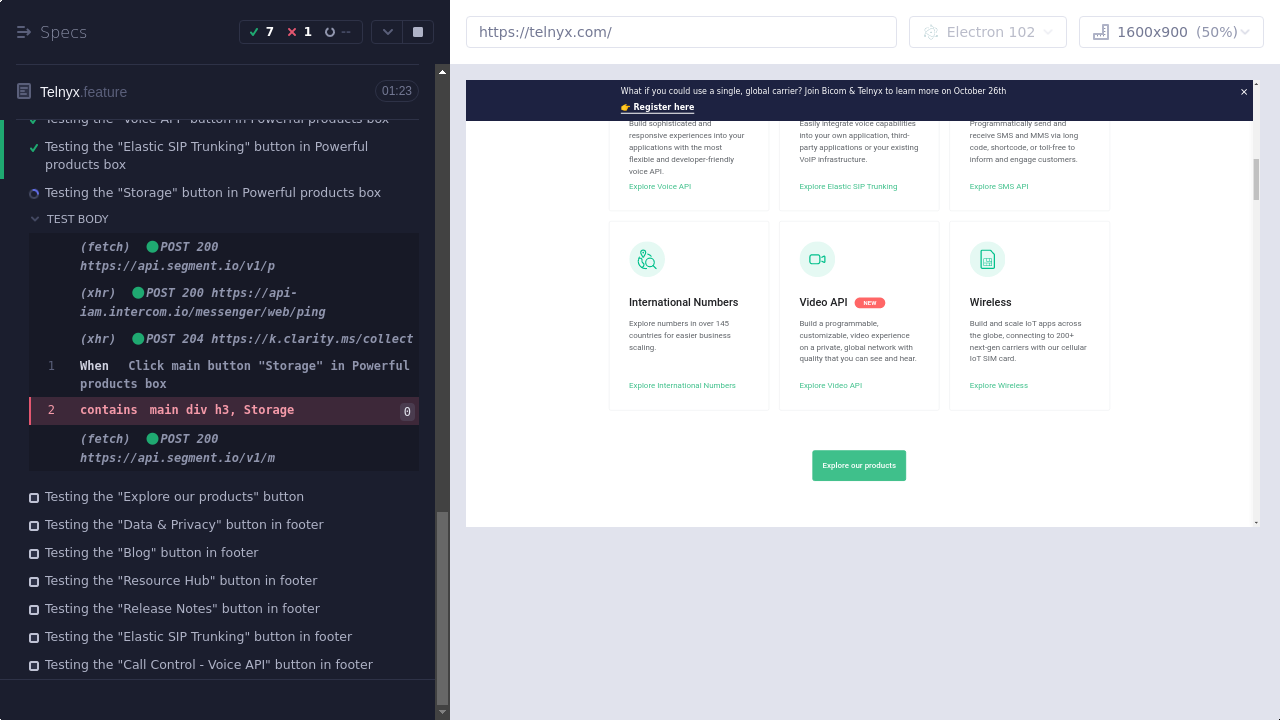 Specs
7
1
--
Telnyx.feature
01:23
Testing the "Voice API" button in Powerful products box
Testing the "Elastic SIP Trunking" button in Powerful
products box
Testing the "Storage" button in Powerful products box
TEST BODY
(fetch) POST 200
https://api.segment.io/v1/p
(xhr) POST 200 https://api-
iam.intercom.io/messenger/web/ping
(xhr) POST 204 https://k.clarity.ms/collect
1 When Click main button "Storage" in Powerful
products box
2 contains main div h3, Storage 0
(fetch) POST 200
https://api.segment.io/v1/m
Testing the "Explore our products" button
Testing the "Data & Privacy" button in footer
Testing the "Blog" button in footer
Testing the "Resource Hub" button in footer
Testing the "Release Notes" button in footer
Testing the "Elastic SIP Trunking" button in footer
Testing the "Call Control - Voice API" button in footer
https://telnyx.com/
Electron 102
1600x900 (50%)
What if you could use a single, global carrier? Join Bicom & Telnyx to learn more on October 26th
👉 Register here
Build sophisticated and
responsive experiences into your
applications with the most
flexible and developer-friendly
voice API.
Explore Voice API
Easily integrate voice capabilities
into your own application, third-
party applications or your existing
VoIP infrastructure.
Explore Elastic SIP Trunking
Programmatically send and
receive SMS and MMS via long
code, shortcode, or toll-free to
inform and engage customers.
Explore SMS API
International Numbers
Explore numbers in over 145
countries for easier business
scaling.
Explore International Numbers
Video API NEW
Build a programmable,
customizable, video experience
on a private, global network with
quality that you can see and hear.
Explore Video API
Wireless
Build and scale IoT apps across
the globe, connecting to 200+
next-gen carriers with our cellular
IoT SIM card.
Explore Wireless
Explore our products